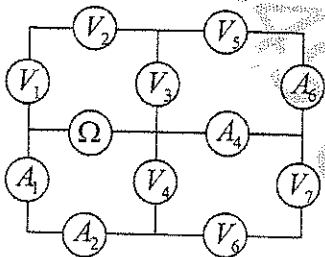 V₂ V₅
V₁ V₃ A₆
Ω A₄
A₁ V₄ V₇
A₂ V₆